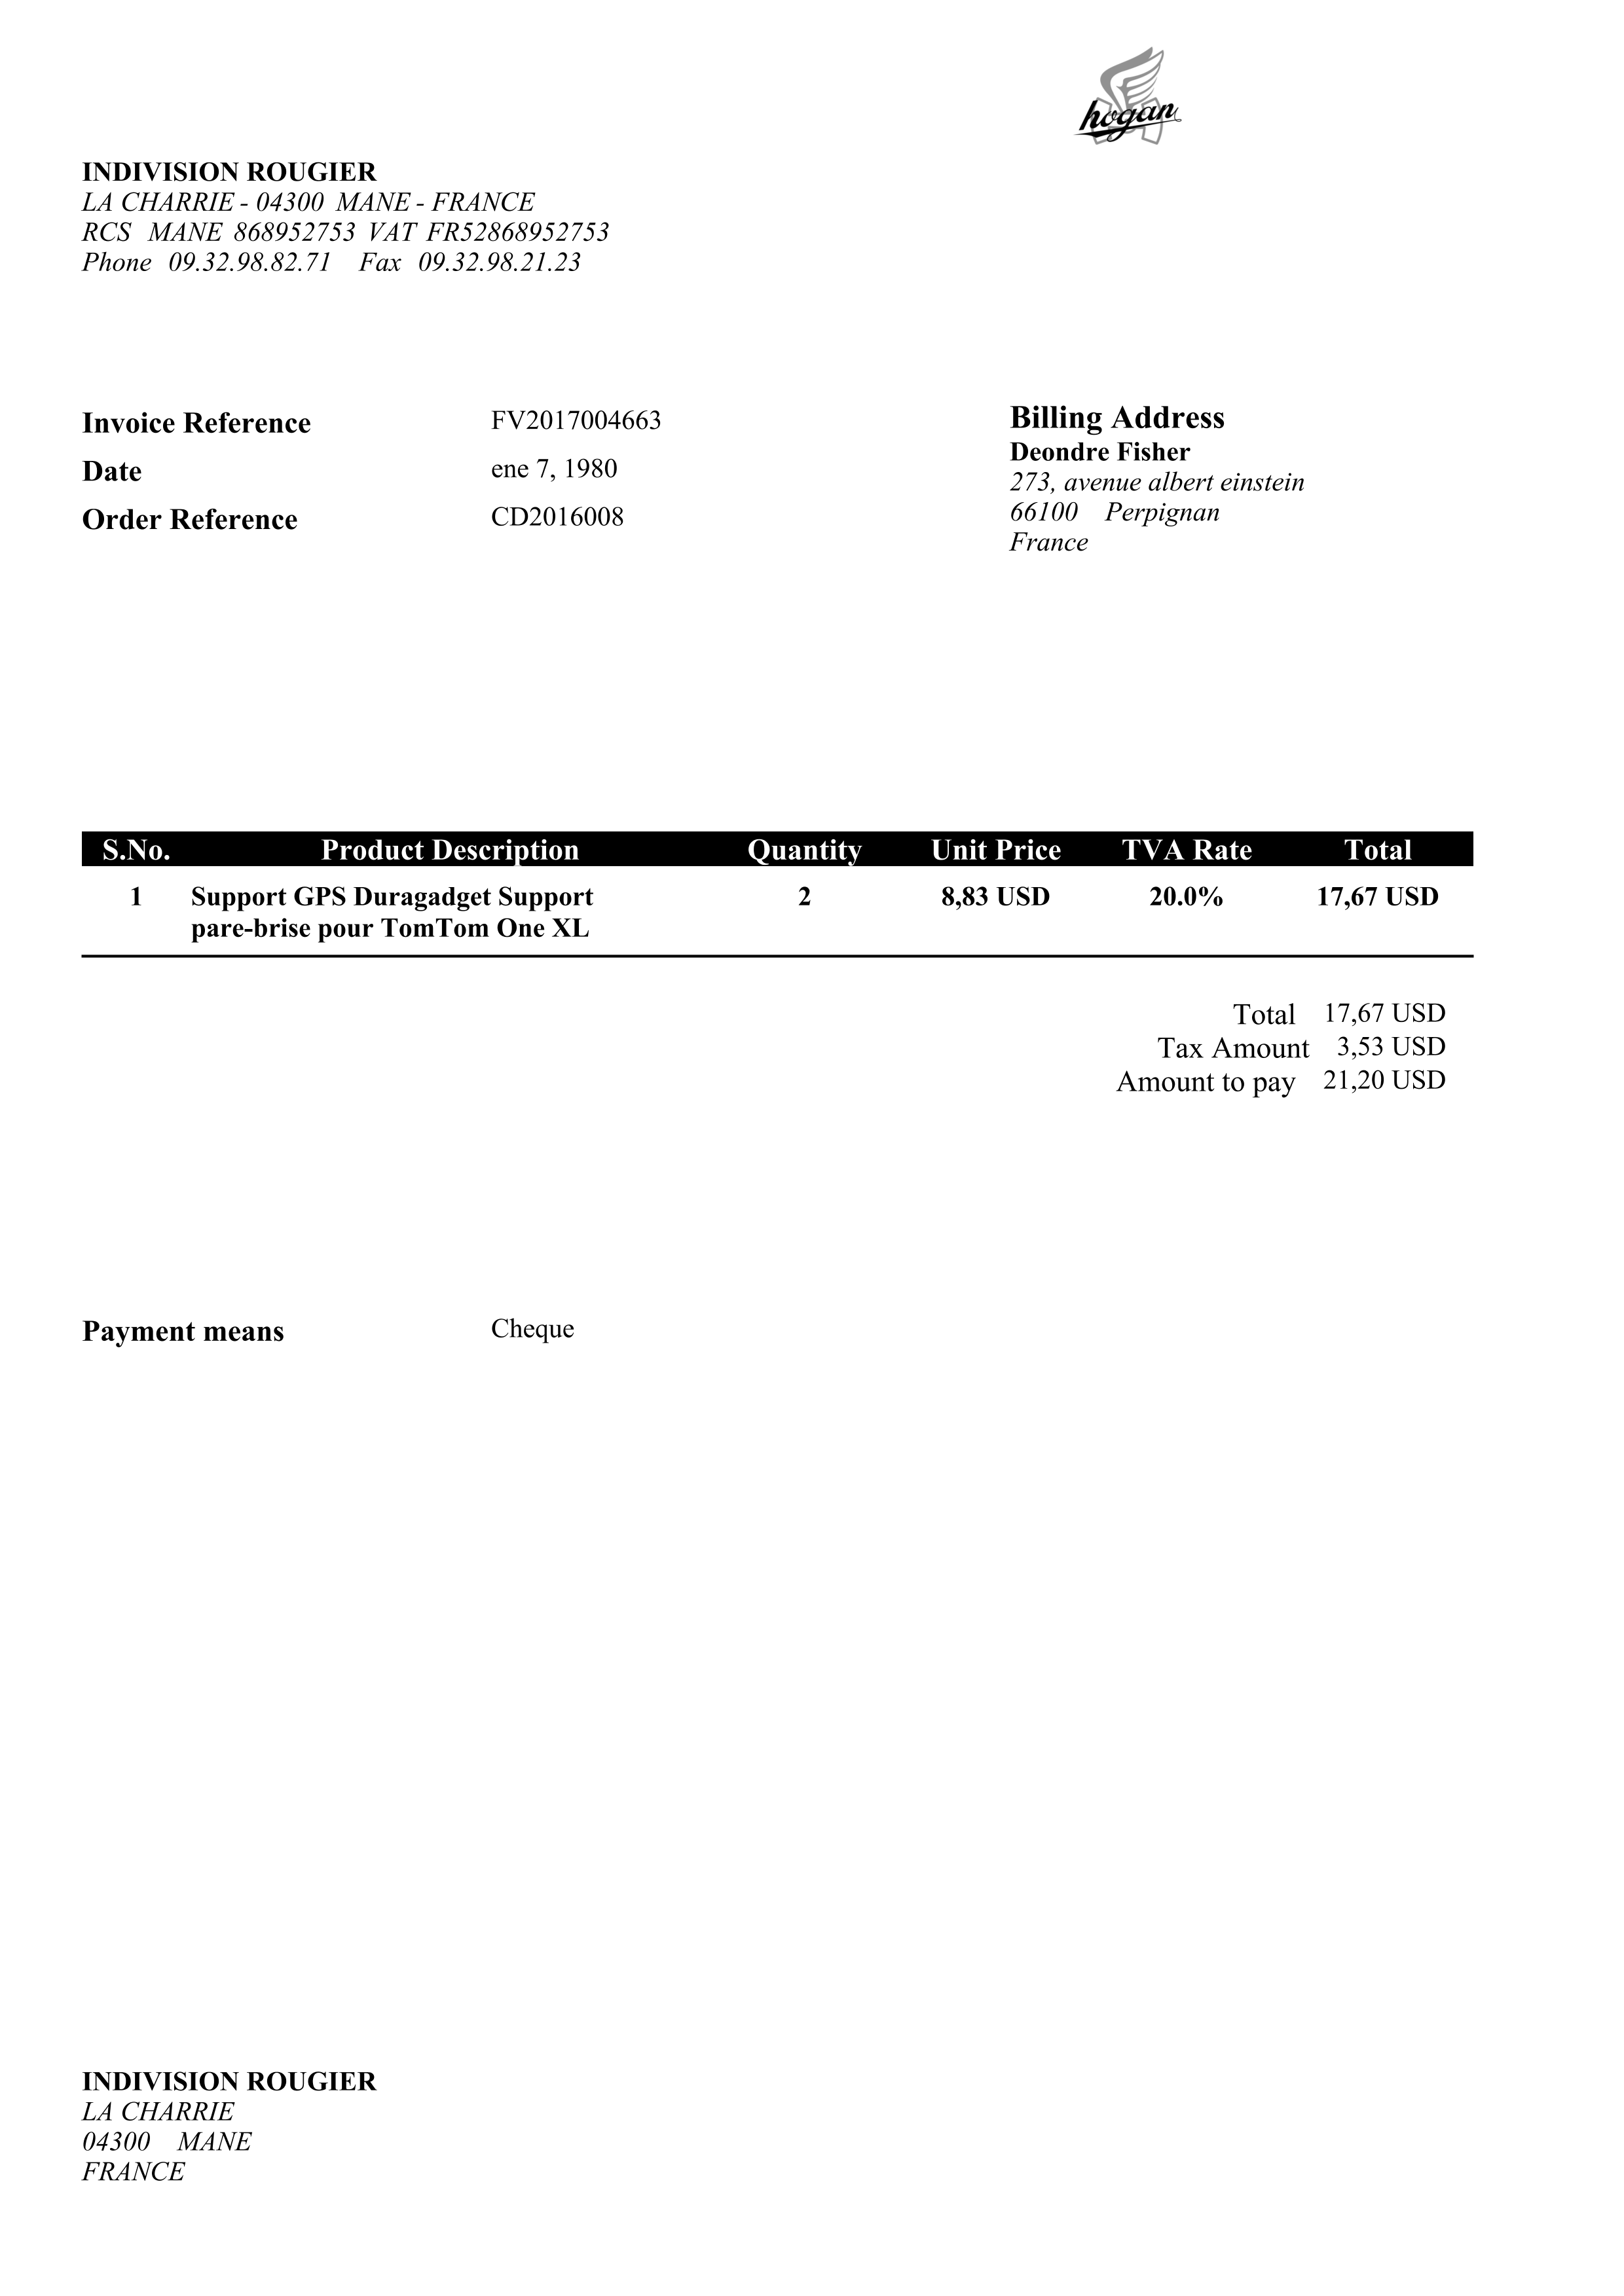 hogan
INDIVISION ROUGIER
LA CHARRIE - 04300 MANE - FRANCE
RCS MANE 868952753 VAT FR52868952753
Phone 09.32.98.82.71 Fax 09.32.98.21.23
Invoice Reference FV2017004663
Date ene 7, 1980
Order Reference CD2016008
Billing Address
Deondre Fisher
273, avenue albert einstein
66100 Perpignan
France
S.No. Product Description Quantity Unit Price TVA Rate Total
1 Support GPS Duragadget Support 2 8,83 USD 20.0% 17,67 USD
pare-brise pour TomTom One XL
Total 17,67 USD
Tax Amount 3,53 USD
Amount to pay 21,20 USD
Payment means Cheque
INDIVISION ROUGIER
LA CHARRIE
04300 MANE
FRANCE